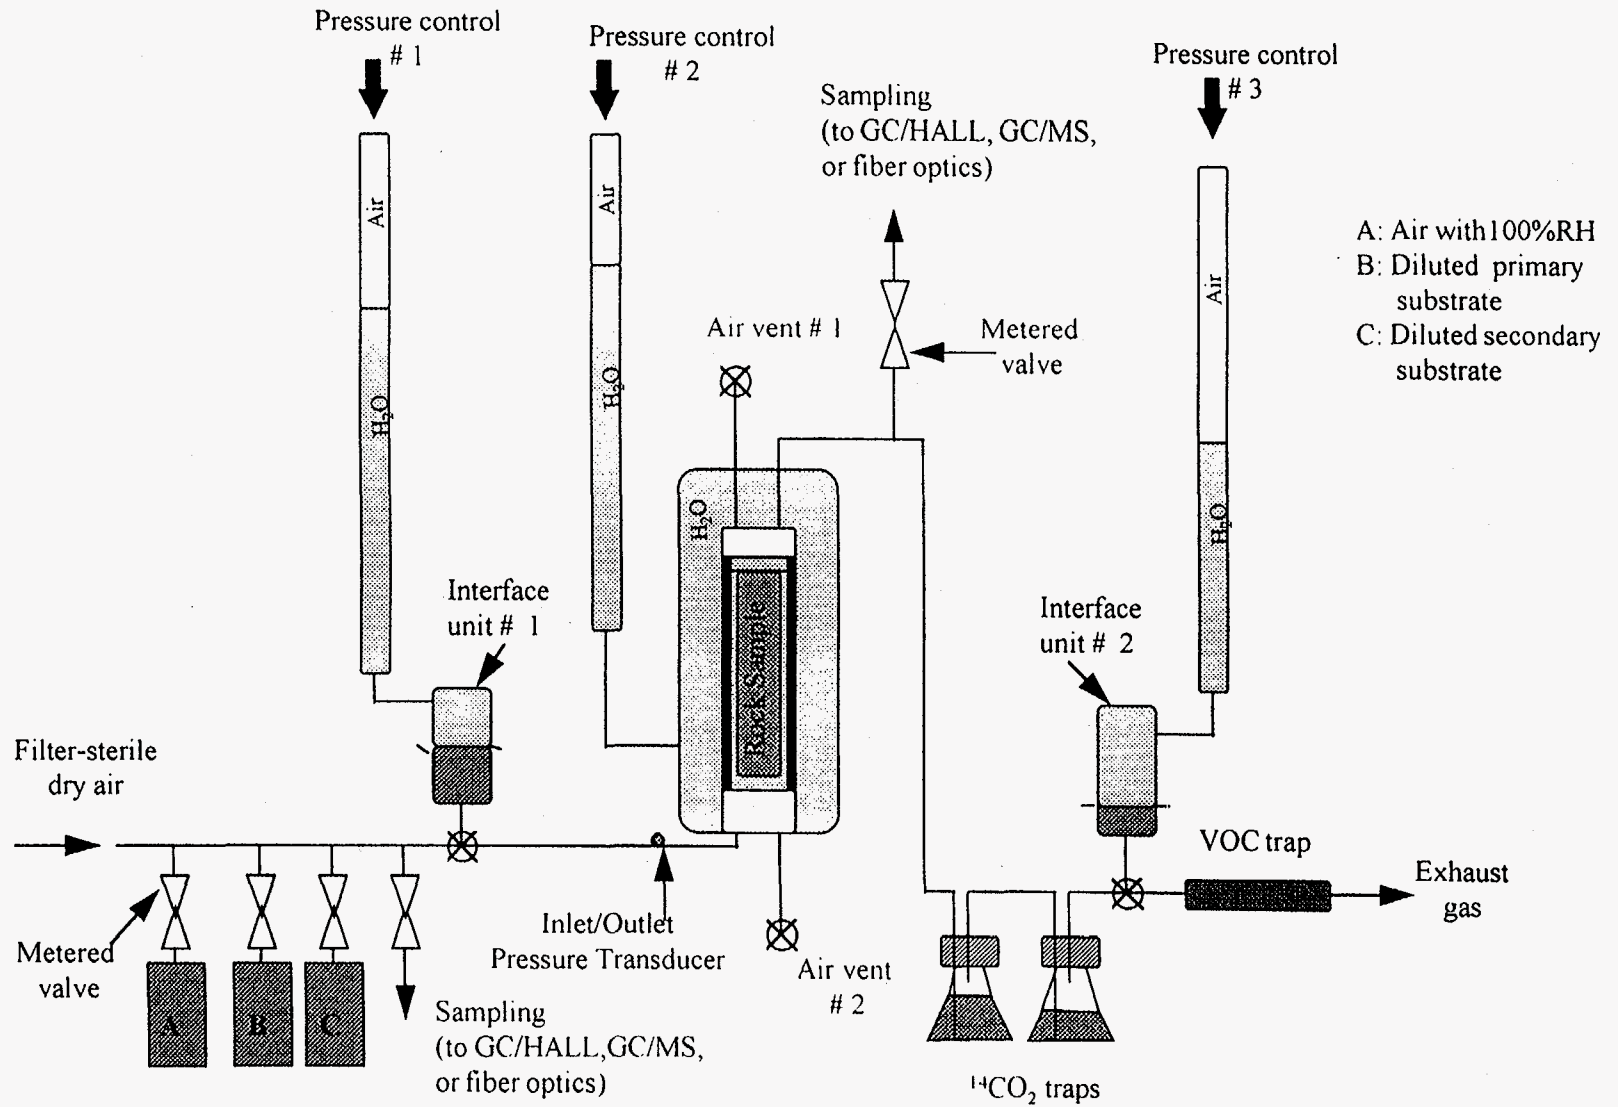 Pressure control
# 1
Pressure control
# 2
Pressure control
# 3
Sampling
(to GC/HALL, GC/MS,
or fiber optics)
Air
Air
Air
A: Air with 100%RH
B: Diluted primary
substrate
C: Diluted secondary
substrate
Air vent # 1
Metered
valve
H₂O
H₂O
H₂O
H₂O
Interface
unit # 1
Interface
unit # 2
Rock Sample
Filter-sterile
dry air
VOC trap
Exhaust
gas
Metered
valve
Inlet/Outlet
Pressure Transducer
Air vent
# 2
A
B
C
Sampling
(to GC/HALL,GC/MS,
or fiber optics)
¹⁴CO₂ traps